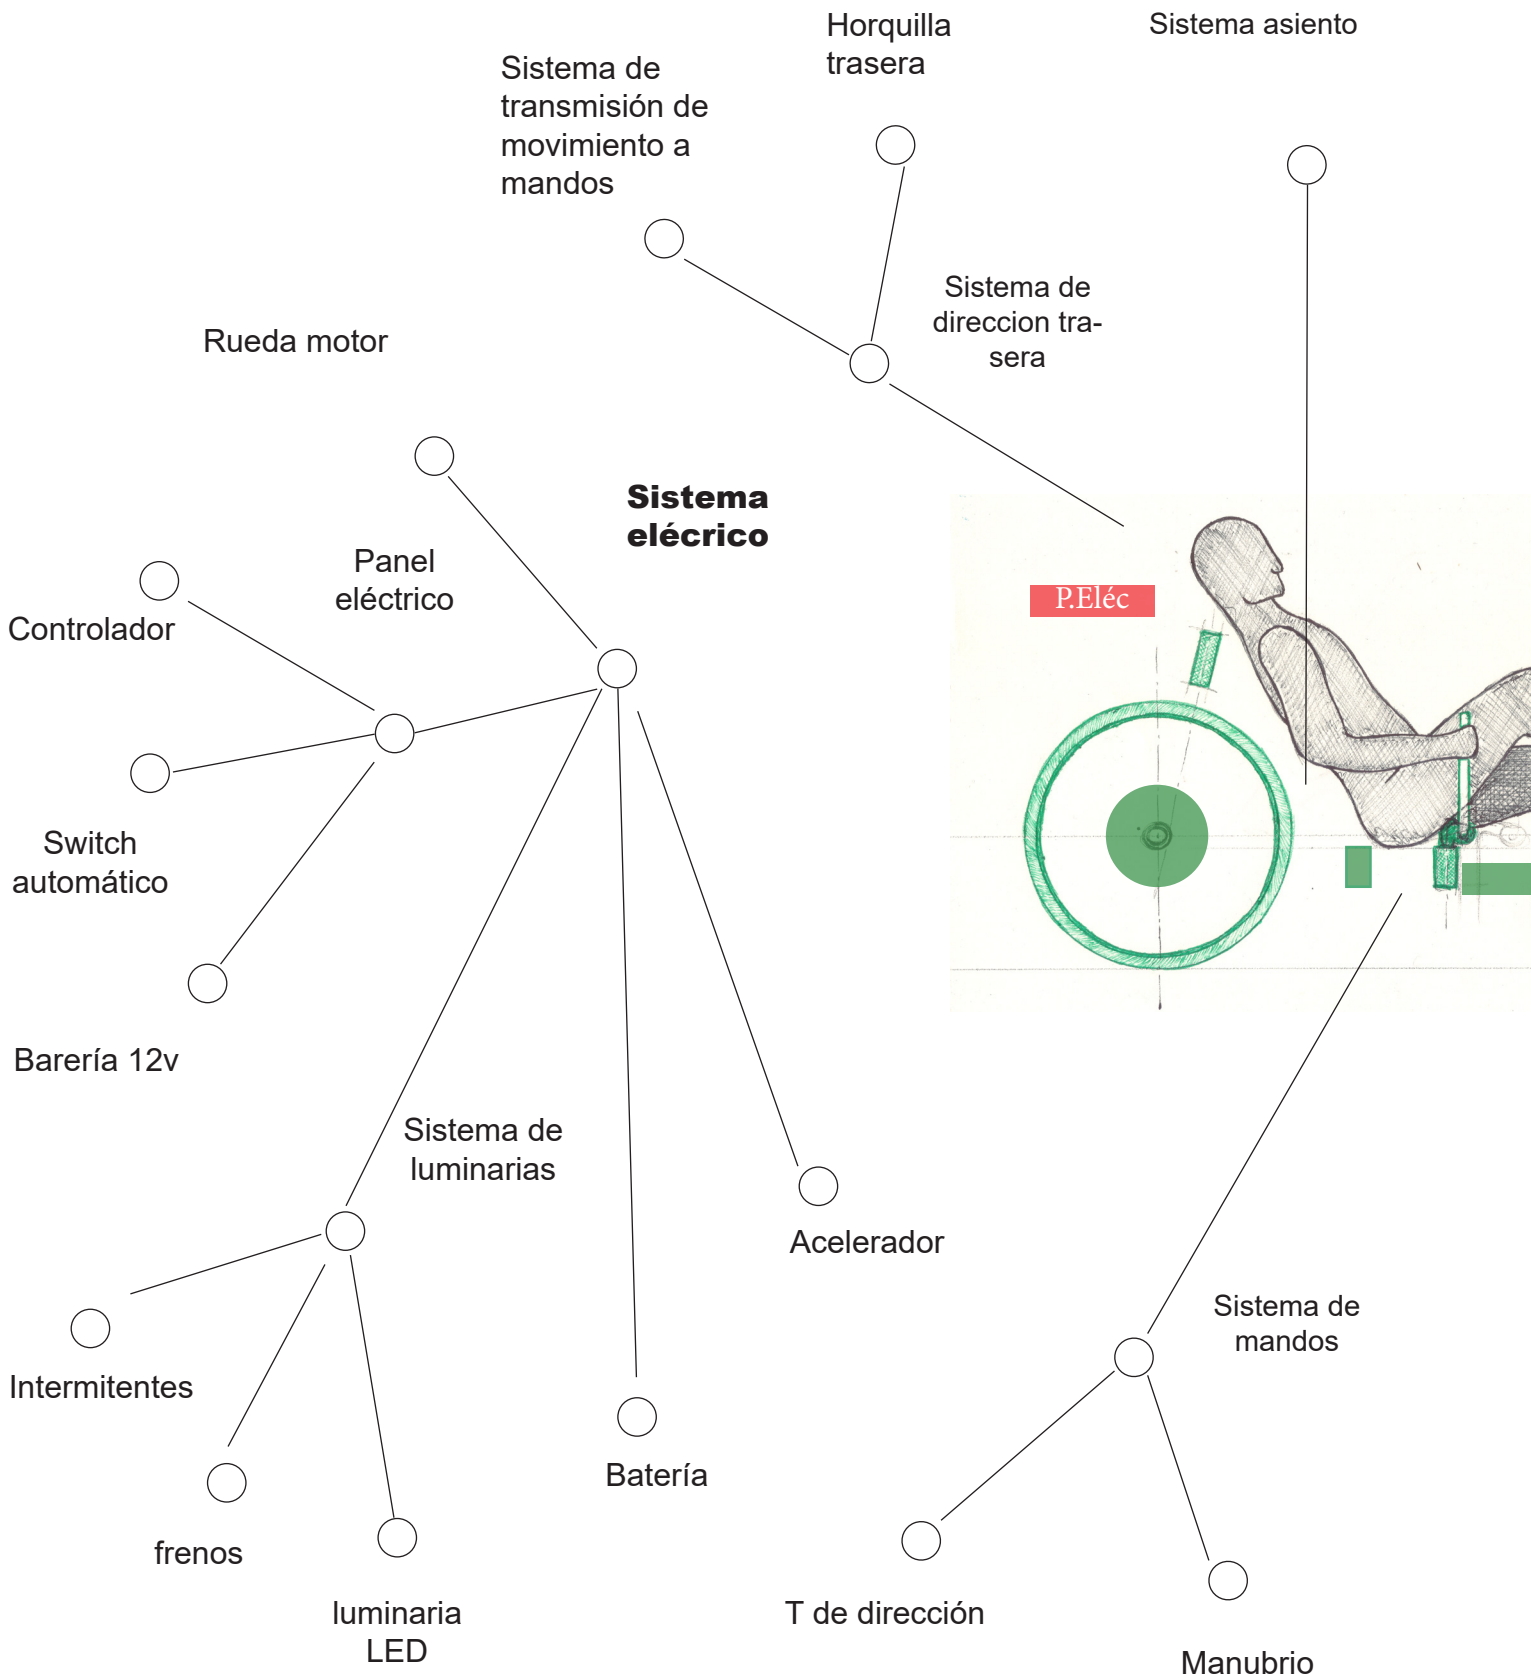 Horquilla
trasera
Sistema asiento
Sistema de
transmisión de
movimiento a
mandos
Sistema de
direccion tra-
sera
Rueda motor
Sistema
elécrico
Panel
eléctrico
P.Eléc
Controlador
Switch
automático
Barería 12v
Sistema de
luminarias
Acelerador
Sistema de
mandos
Intermitentes
Batería
frenos
luminaria
LED
T de dirección
Manubrio